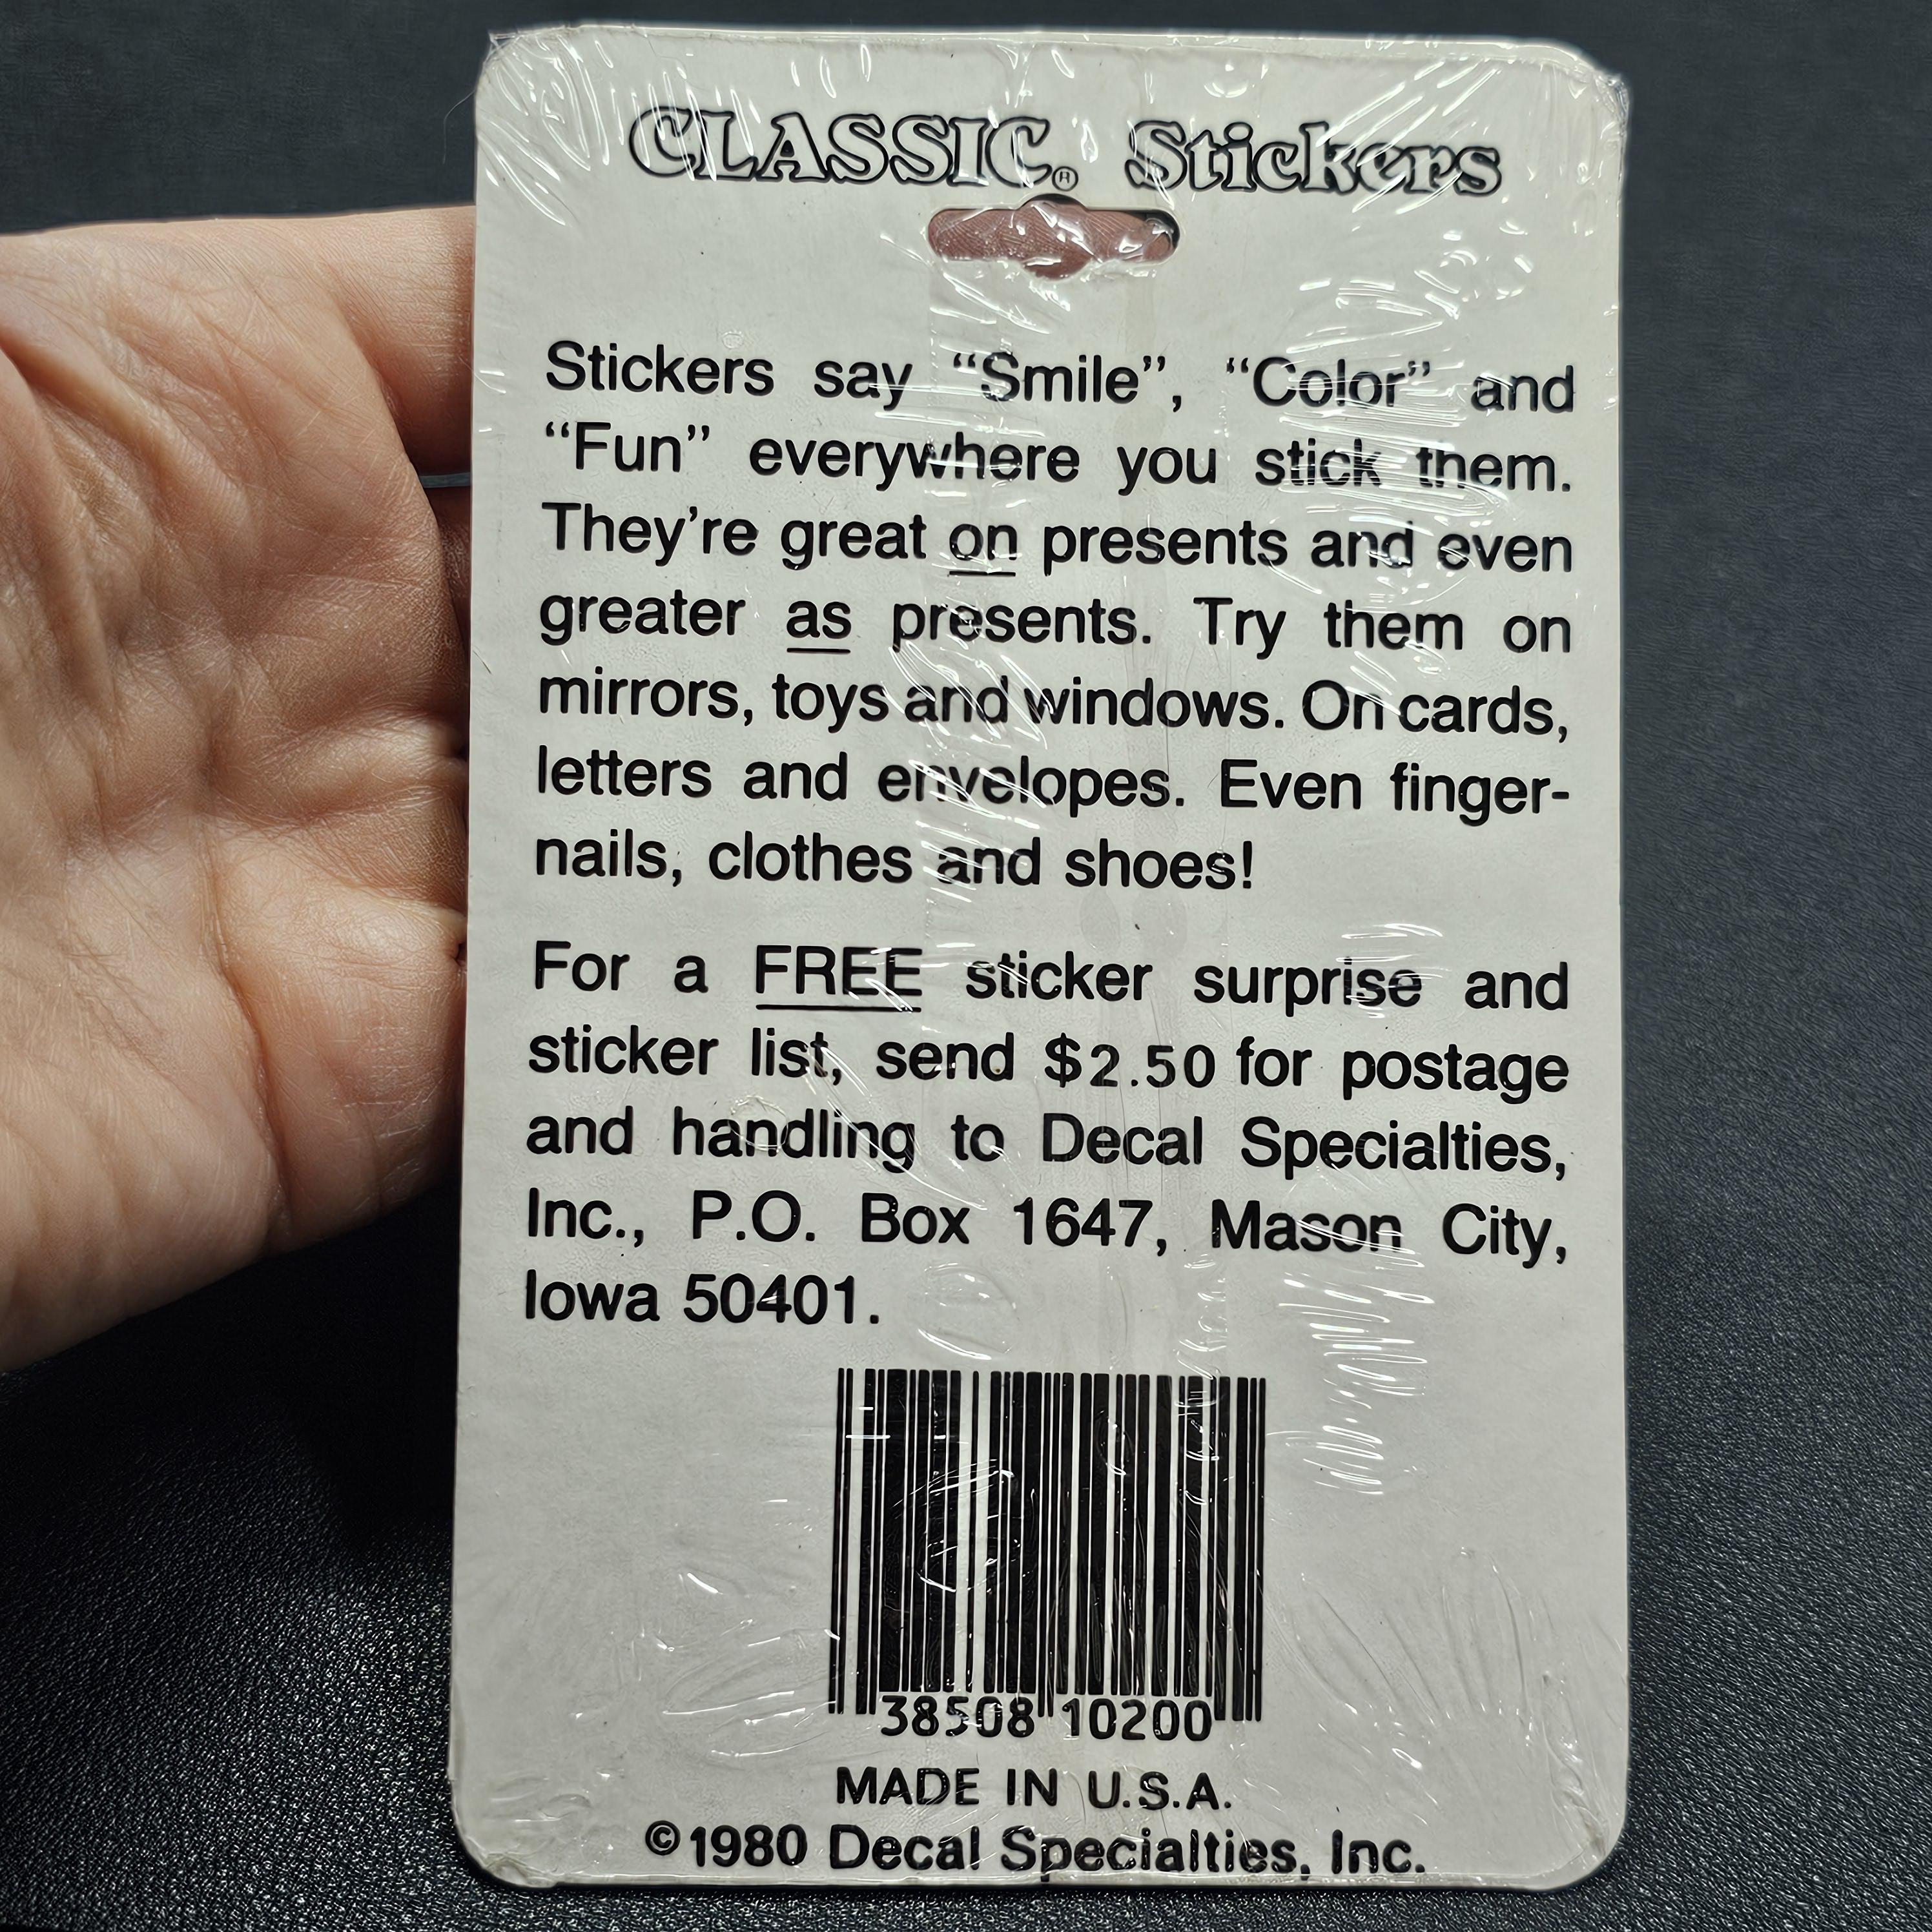 CLASSIC® Stickers
Stickers say “Smile”, “Color” and
“Fun” everywhere you stick them.
They’re great on presents and even
greater as presents. Try them on
mirrors, toys and windows. On cards,
letters and envelopes. Even finger-
nails, clothes and shoes!
For a FREE sticker surprise and
sticker list, send $2.50 for postage
and handling to Decal Specialties,
Inc., P.O. Box 1647, Mason City,
Iowa 50401.
38508 10200
MADE IN U.S.A.
©1980 Decal Specialties, Inc.